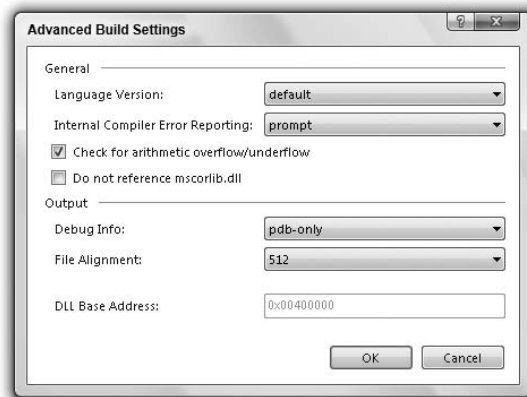 Advanced Build Settings
General
Language Version: default
Internal Compiler Error Reporting: prompt
Check for arithmetic overflow/underflow
Do not reference mscorlib.dll
Output
Debug Info: pdb-only
File Alignment: 512
DLL Base Address: 0x00400000
OK Cancel